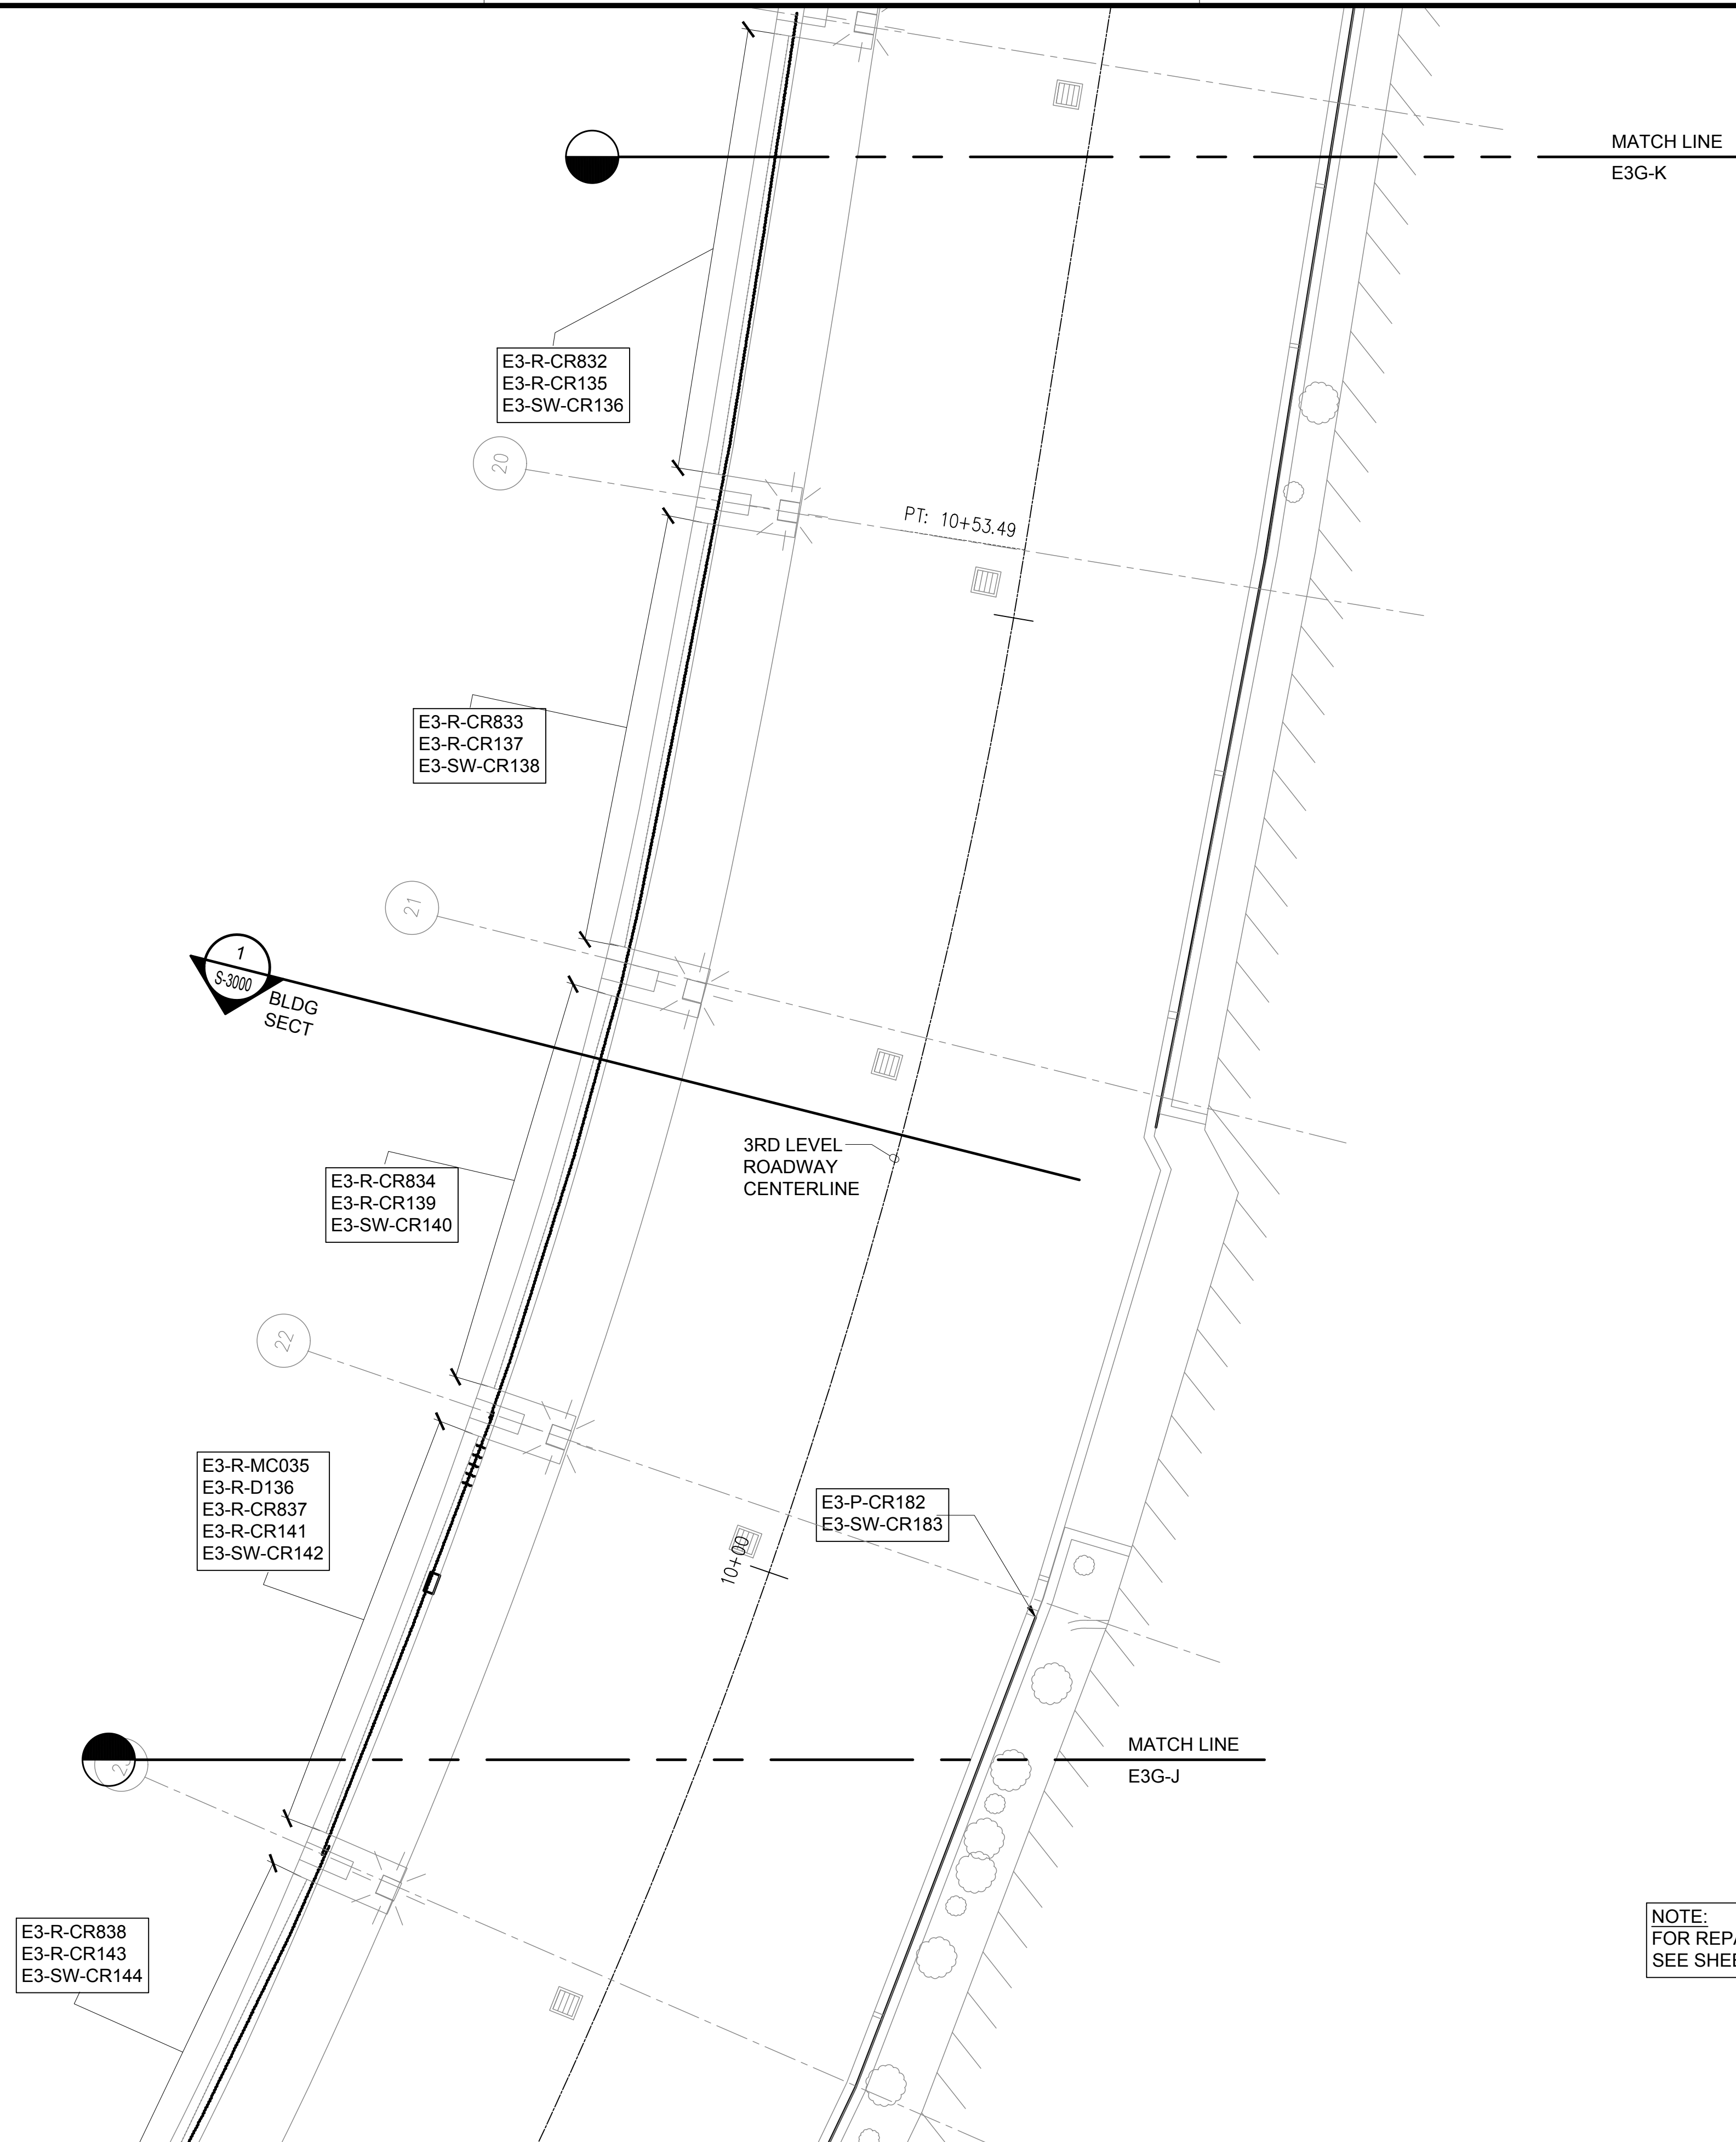 MATCH LINE
E3G-K
E3-R-CR832
E3-R-CR135
E3-SW-CR136
20
PT: 10+53.49
E3-R-CR833
E3-R-CR137
E3-SW-CR138
21
1
S-3000
BLDG
SECT
3RD LEVEL
ROADWAY
CENTERLINE
E3-R-CR834
E3-R-CR139
E3-SW-CR140
22
E3-R-MC035
E3-R-D136
E3-R-CR837
E3-R-CR141
E3-SW-CR142
E3-P-CR182
E3-SW-CR183
10+00
MATCH LINE
E3G-J
NOTE:
FOR
SEE
E3-R-CR838
E3-R-CR143
E3-SW-CR144